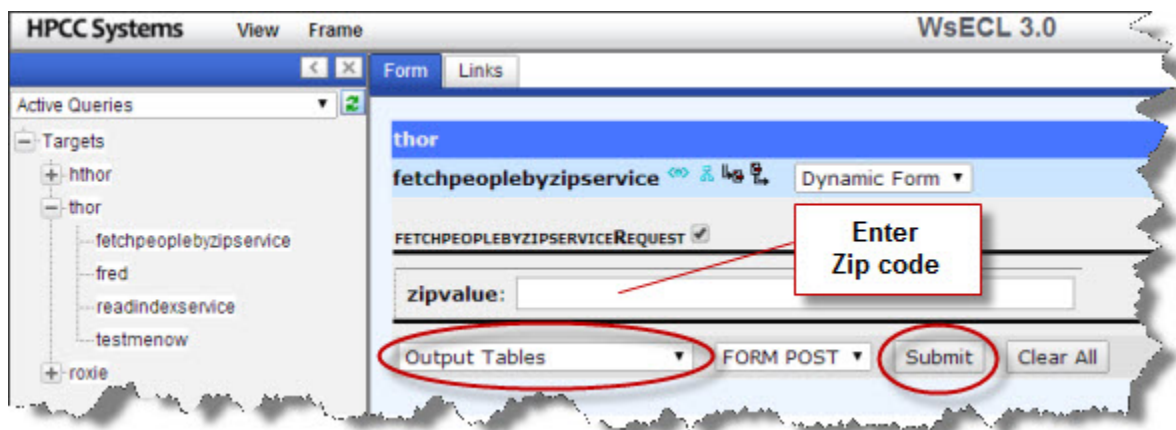 HPCC Systems View Frame WsECL 3.0
Form Links
Active Queries
Targets
hthor
thor
fetchpeoplebyzipservice
fred
readindexservice
testmenow
roxie
thor
fetchpeoplebyzipservice Dynamic Form
FETCHPEOPLEBYZIPSERVICEREQUEST
Enter
Zip code
zipvalue:
Output Tables FORM POST Submit Clear All